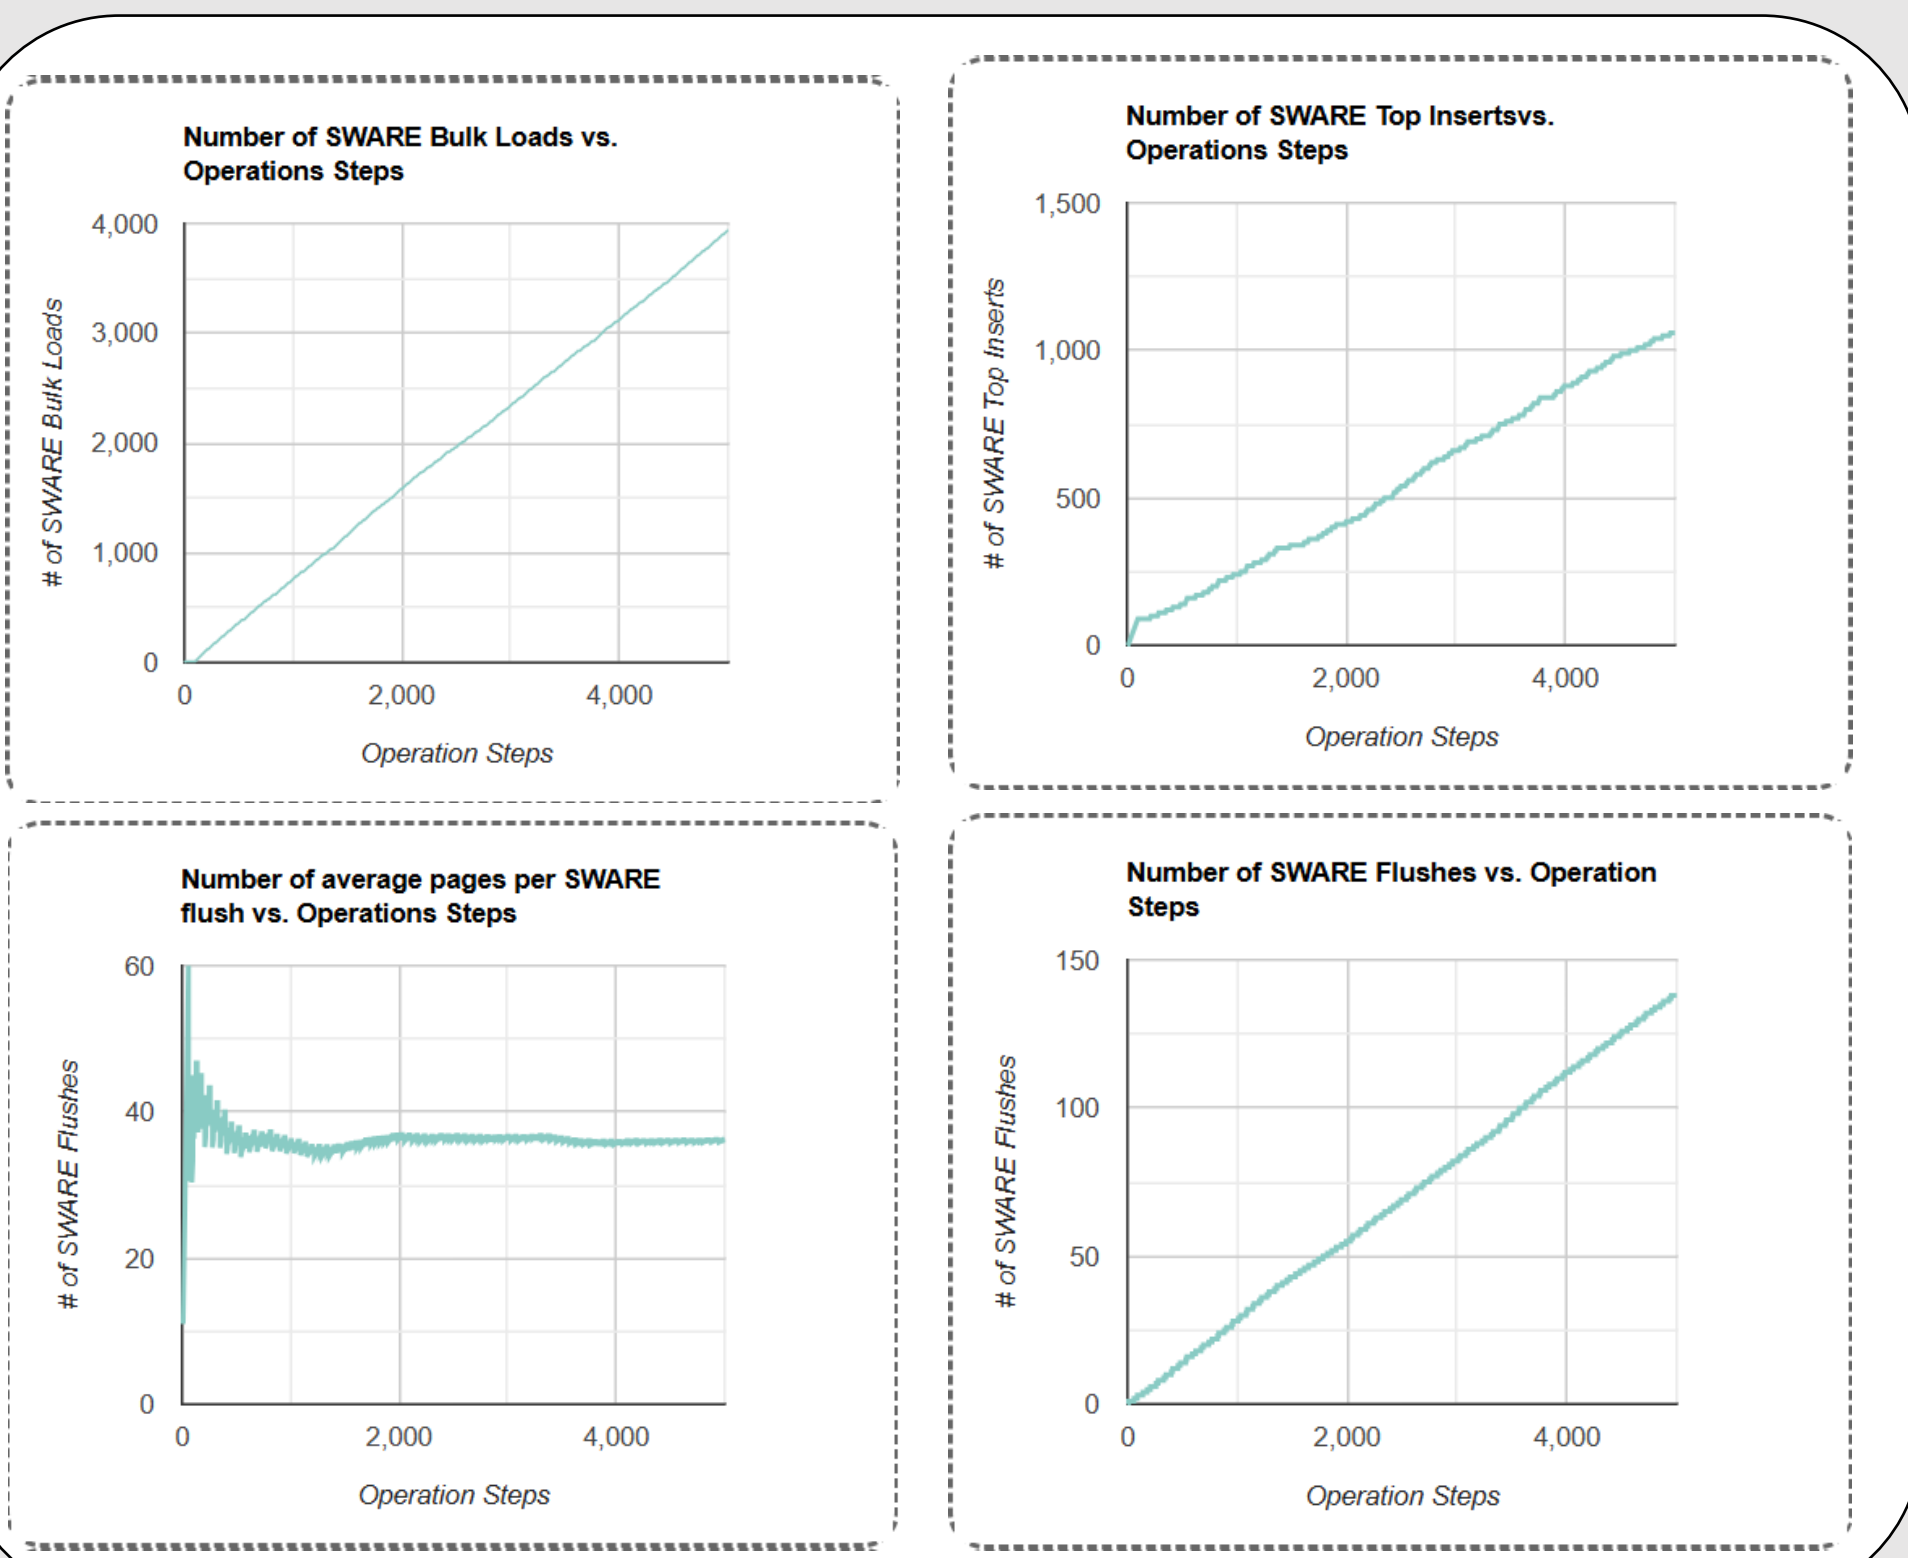 Number of SWARE Bulk Loads vs.
Operations Steps
4,000
3,000
2,000
1,000
0
# of SWARE Bulk Loads
0 2,000 4,000
Operation Steps
Number of SWARE Top Insertsvs.
Operations Steps
1,500
1,000
500
0
# of SWARE Top Inserts
0 2,000 4,000
Operation Steps
Number of average pages per SWARE
flush vs. Operations Steps
60
40
20
0
# of SWARE Flushes
0 2,000 4,000
Operation Steps
Number of SWARE Flushes vs. Operation
Steps
150
100
50
0
# of SWARE Flushes
0 2,000 4,000
Operation Steps